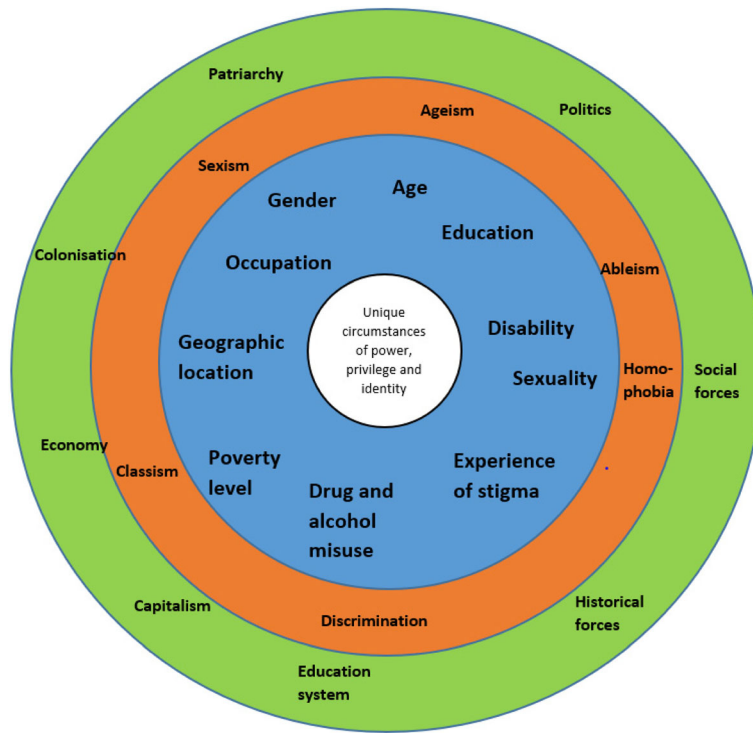 Patriarchy
Ageism
Politics
Sexism
Gender
Age
Education
Colonisation
Occupation
Ableism
Unique
circumstances
of power,
privilege and
identity
Geographic
location
Disability
Sexuality
Homo-
phobia
Social
forces
Economy
Classism
Poverty
level
Drug and
alcohol
misuse
Experience
of stigma
Capitalism
Discrimination
Historical
forces
Education
system